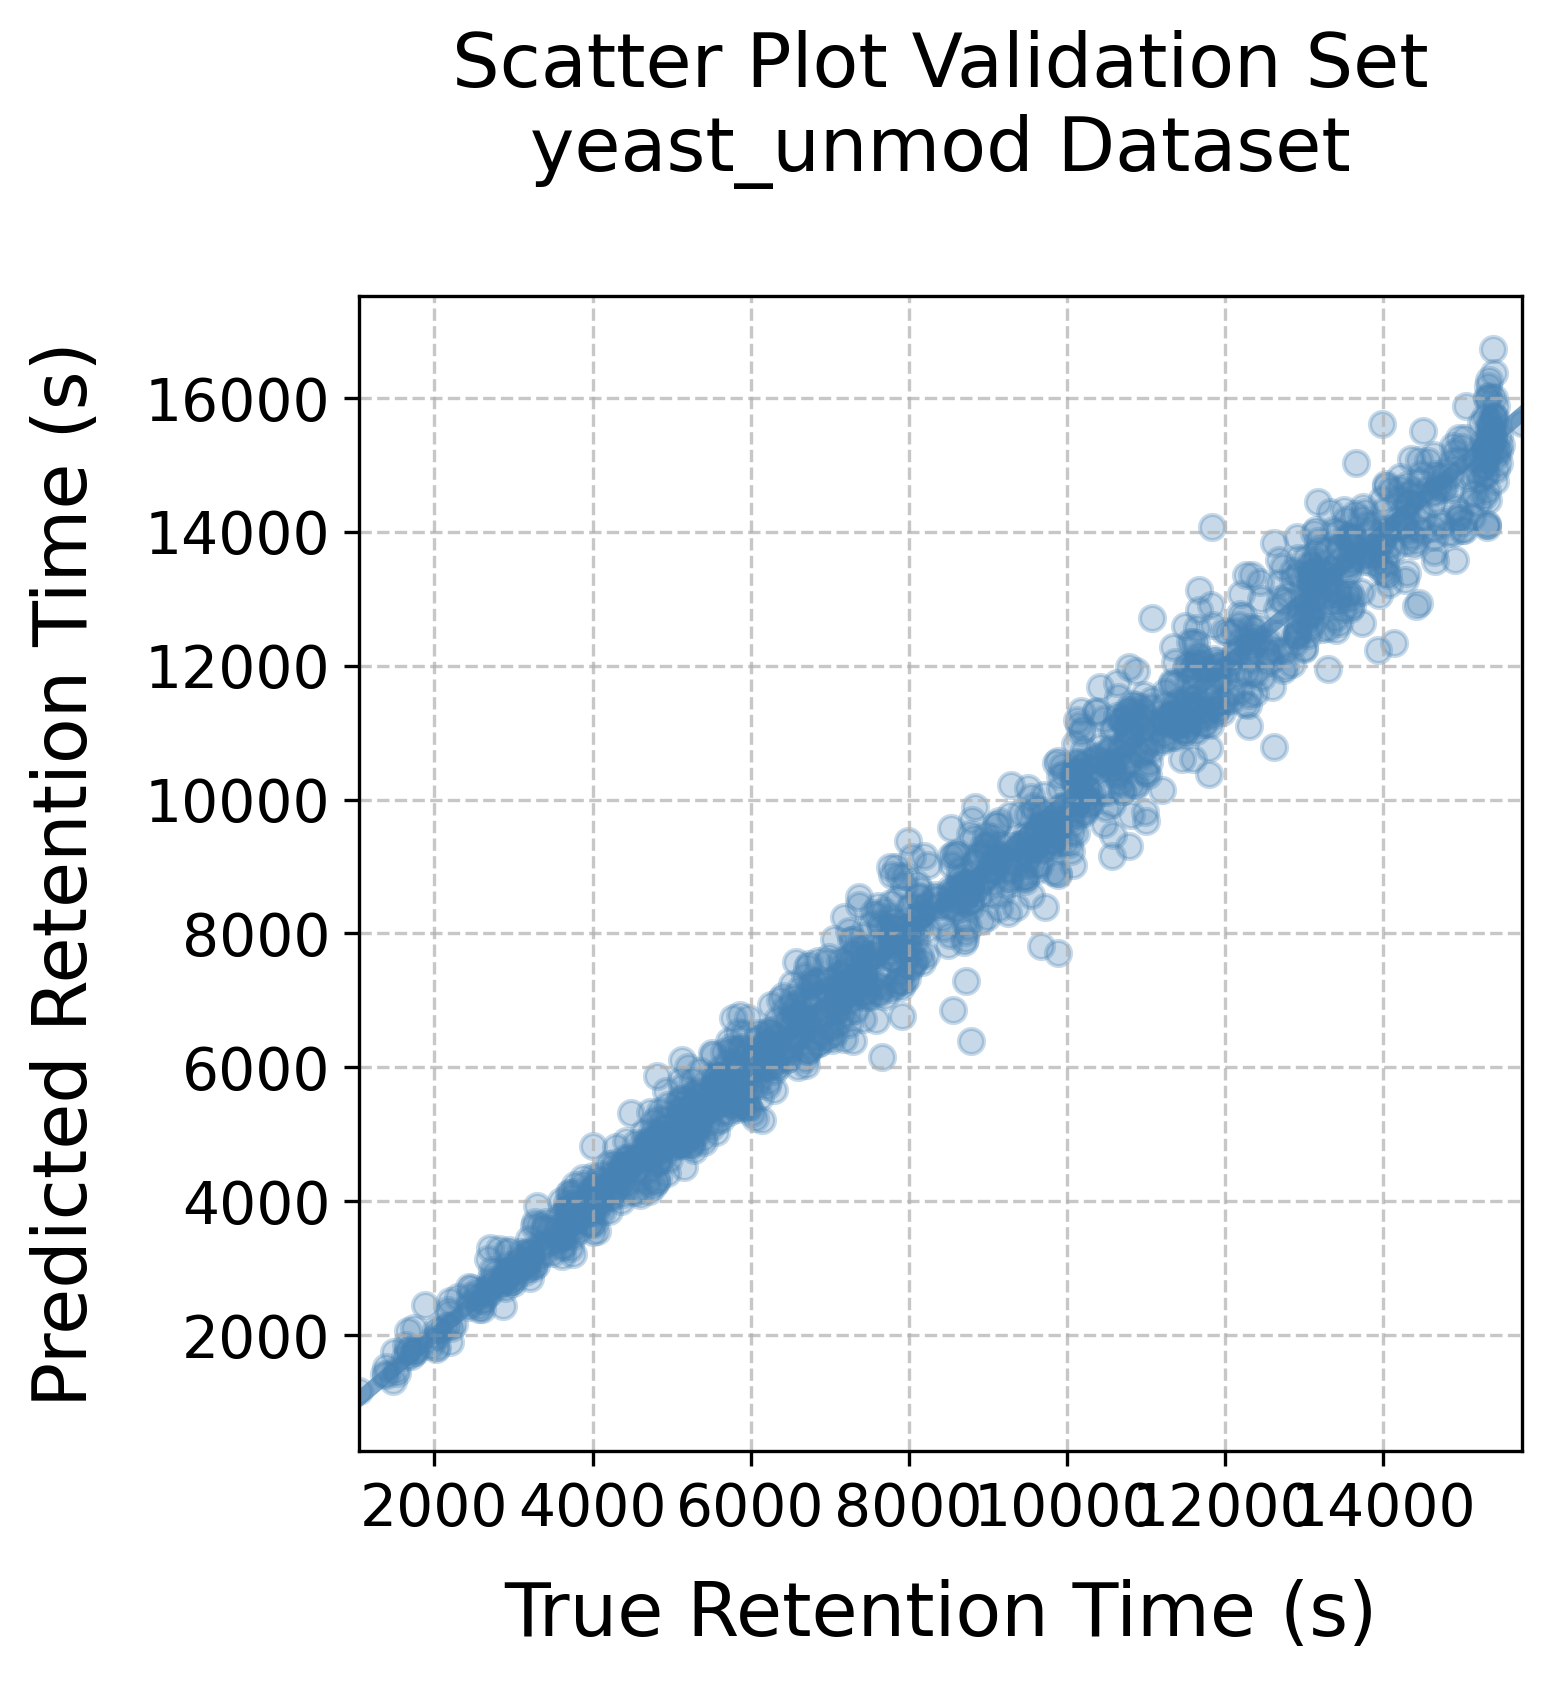 Scatter Plot Validation Set
yeast_unmod Dataset
Predicted Retention Time (s)
16000
14000
12000
10000
8000
6000
4000
2000
2000 4000 6000 8000 10000 12000 14000
True Retention Time (s)